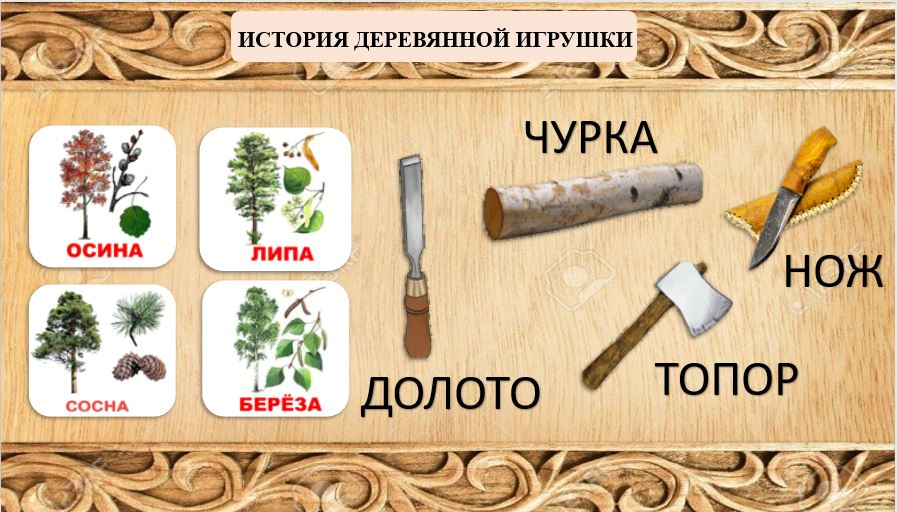 ИСТОРИЯ ДЕРЕВЯННОЙ ИГРУШКИ
ОСИНА
ЛИПА
СОСНА
БЕРЁЗА
ЧУРКА
НОЖ
ТОПОР
ДОЛОТО